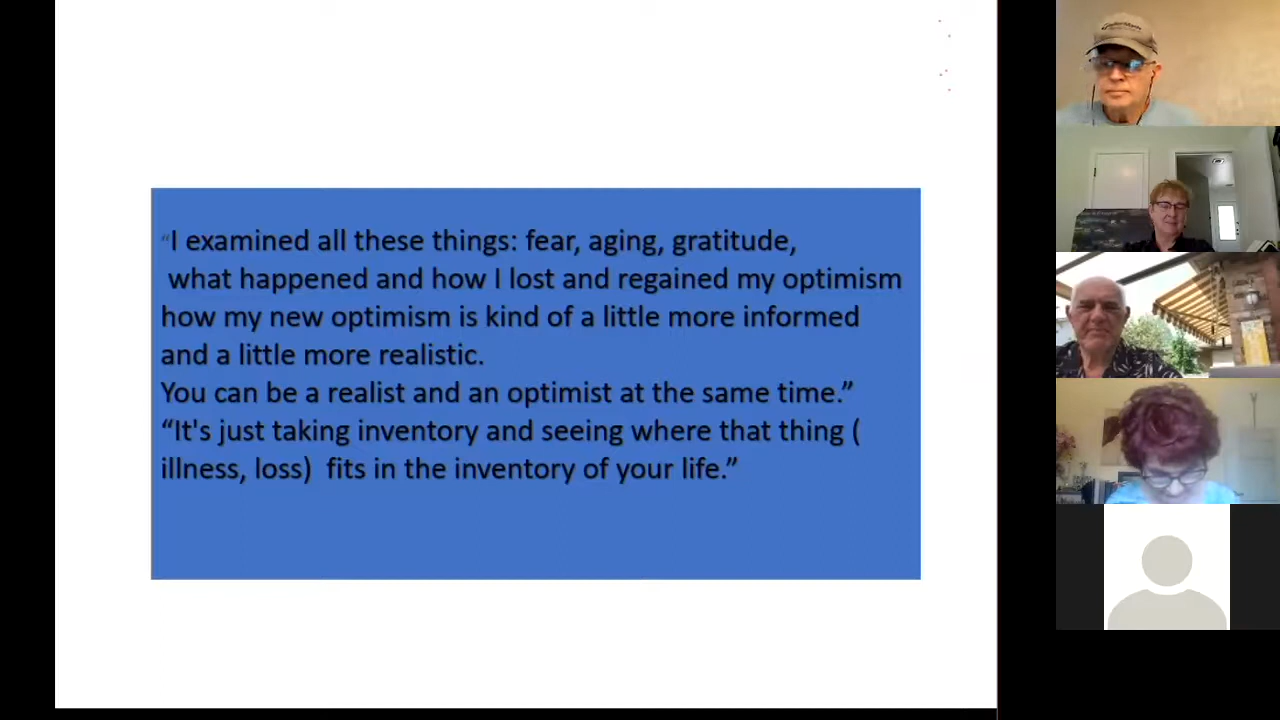 “I examined all these things: fear, aging, gratitude,
what happened and how I lost and regained my optimism
how my new optimism is kind of a little more informed
and a little more realistic.
You can be a realist and an optimist at the same time.”
“It's just taking inventory and seeing where that thing (
illness, loss)  fits in the inventory of your life.”